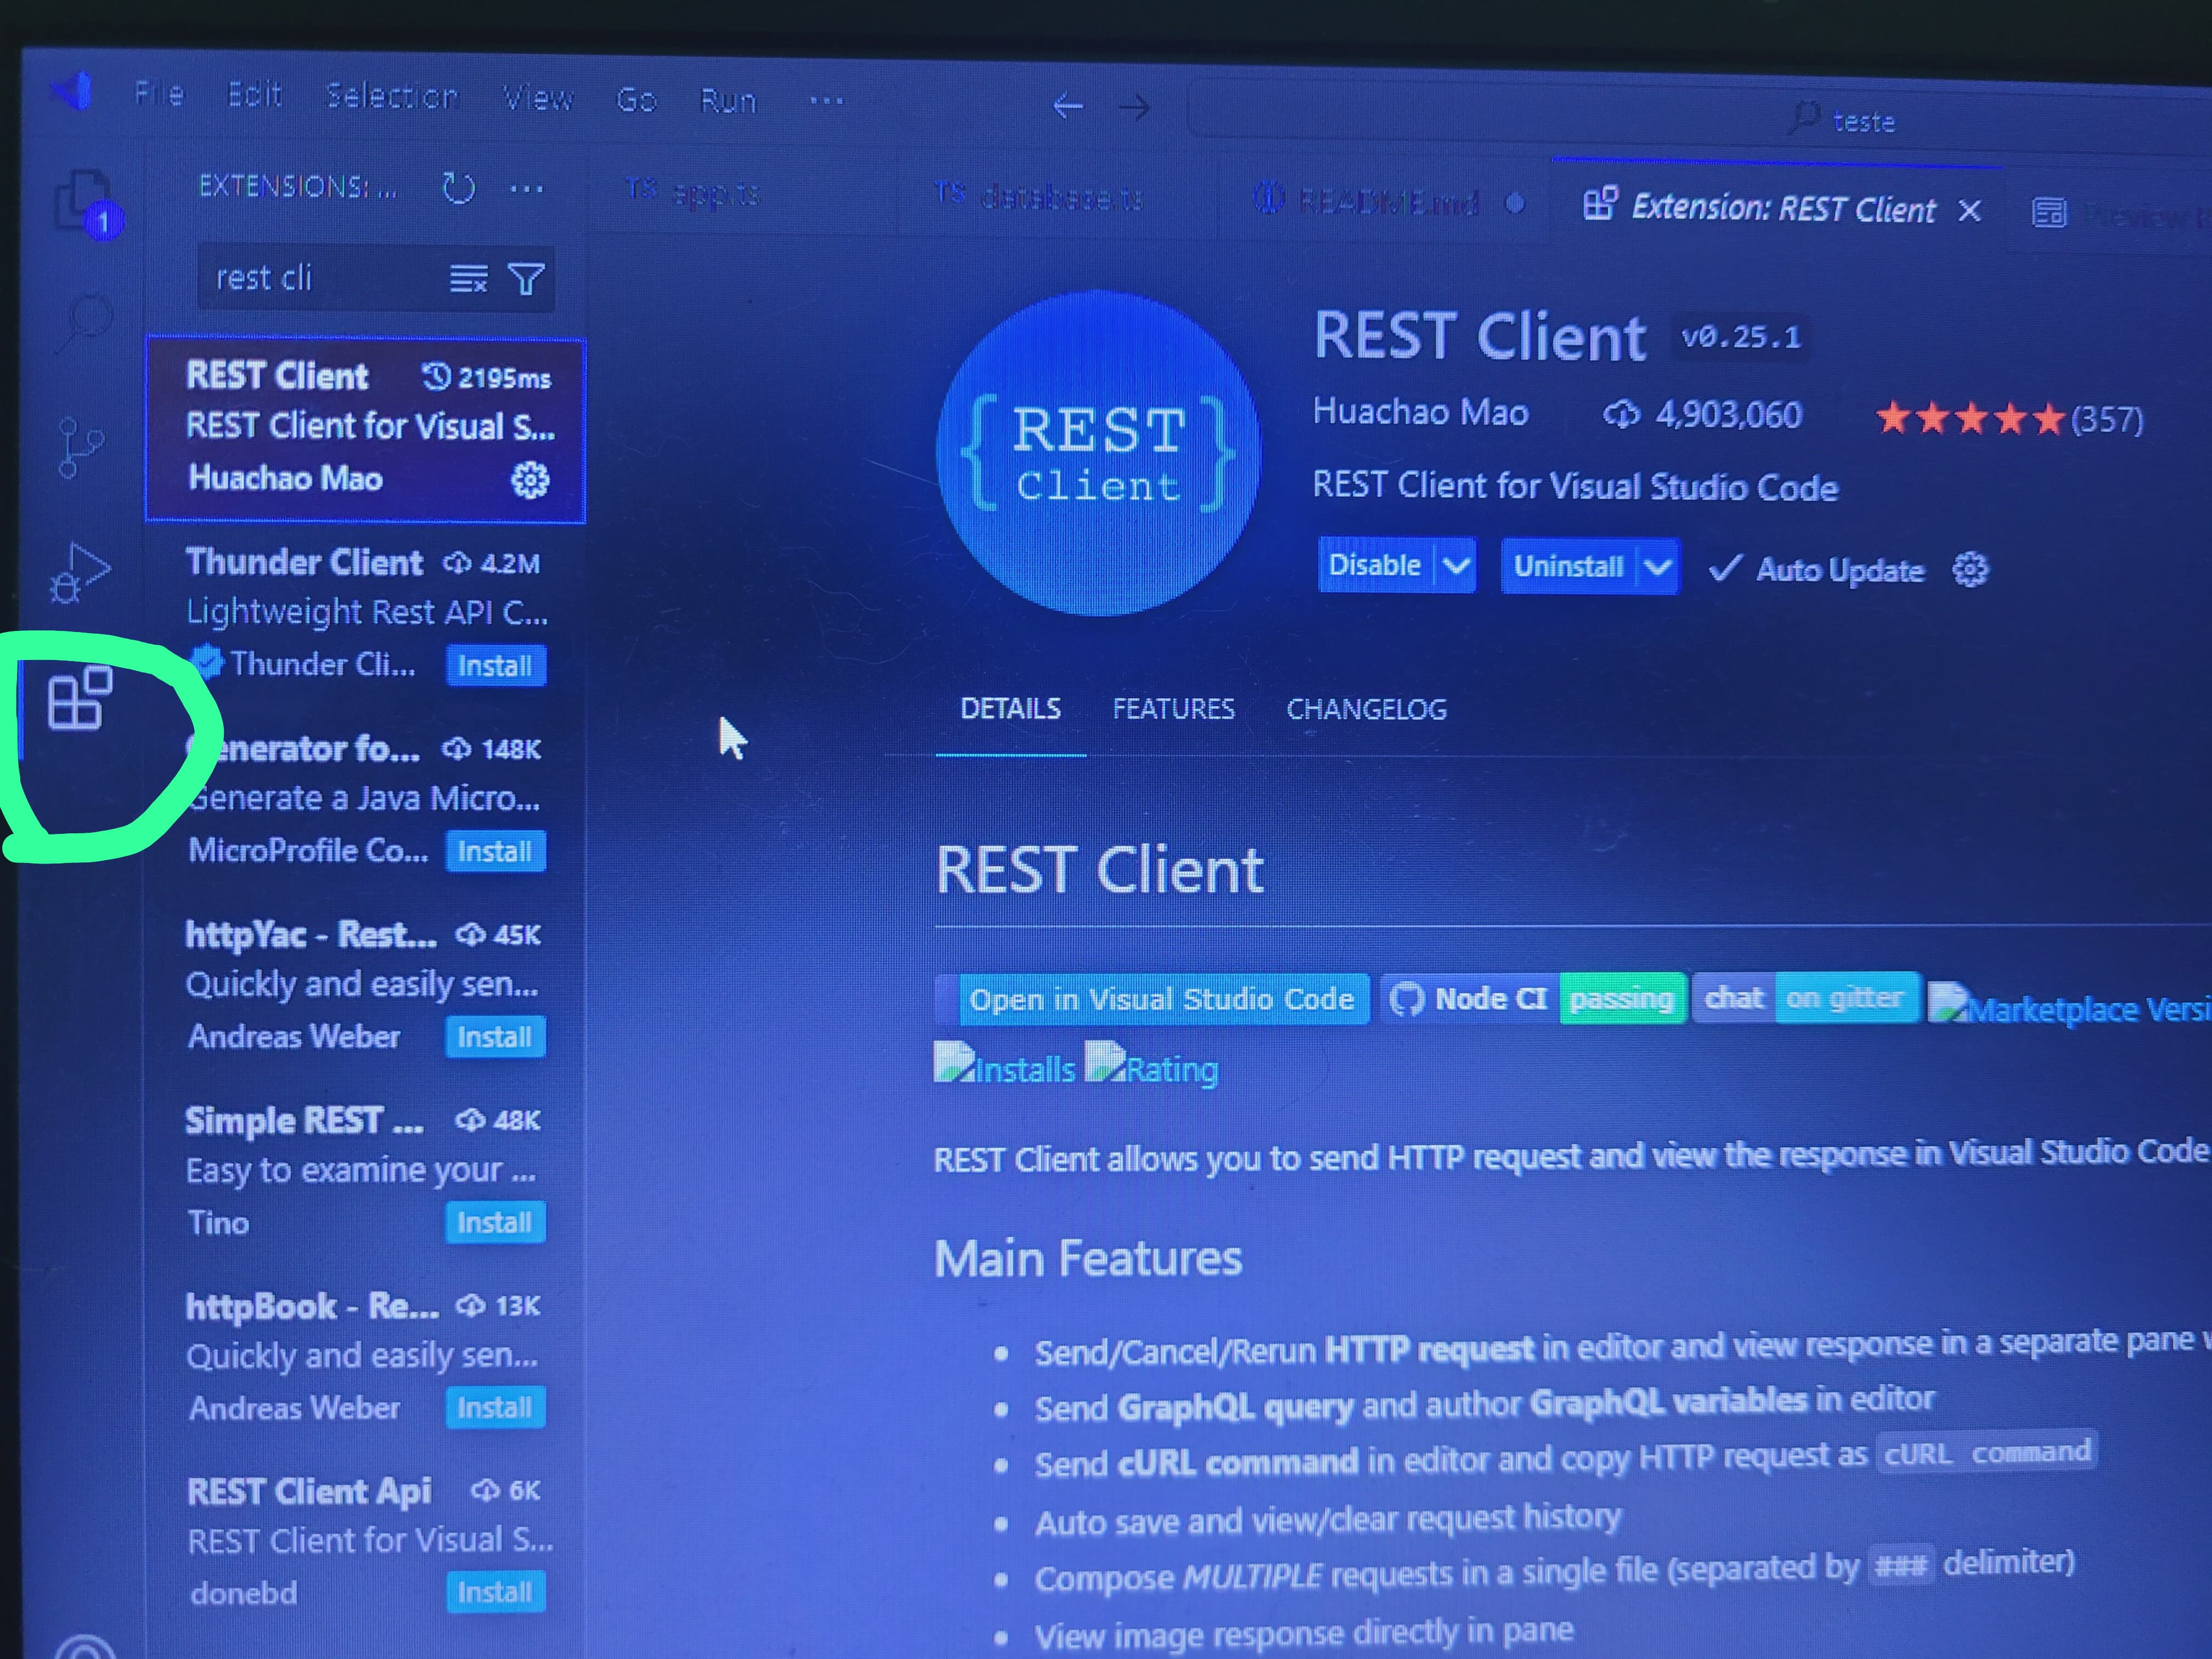 File Edit Selection View Go Run ...
teste
EXTENSIONS: ...
TS app.ts
TS database.ts
README.md
Extension: REST Client
Preview
1
rest cli
REST Client 2195ms
REST Client for Visual S...
Huachao Mao
Thunder Client 4.2M
Lightweight Rest API C...
Thunder Cli... Install
enerator fo... 148K
Generate a Java Micro...
MicroProfile Co... Install
httpYac - Rest... 45K
Quickly and easily sen...
Andreas Weber Install
Simple REST ... 48K
Easy to examine your ...
Tino Install
httpBook - Re... 13K
Quickly and easily sen...
Andreas Weber Install
REST Client Api 6K
REST Client for Visual S...
donebd Install
{REST
Client}
REST Client v0.25.1
Huachao Mao 4,903,060 ★★★★★(357)
REST Client for Visual Studio Code
Disable Uninstall Auto Update
DETAILS FEATURES CHANGELOG
REST Client
Open in Visual Studio Code Node CI passing chat on gitter Marketplace Versi
Installs Rating
REST Client allows you to send HTTP request and view the response in Visual Studio Code
Main Features
• Send/Cancel/Rerun HTTP request in editor and view response in a separate pane w
• Send GraphQL query and author GraphQL variables in editor
• Send cURL command in editor and copy HTTP request as cURL command
• Auto save and view/clear request history
• Compose MULTIPLE requests in a single file (separated by ### delimiter)
• View image response directly in pane